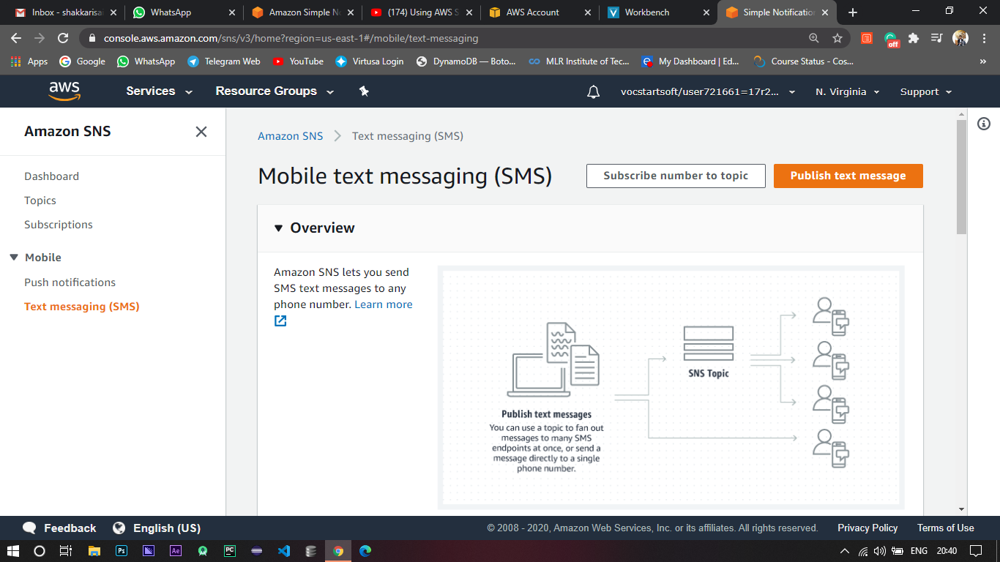 Inbox - shakkarisai
WhatsApp
Amazon Simple No
(174) Using AWS S
AWS Account
Workbench
Simple Notification
console.aws.amazon.com/sns/v3/home?region=us-east-1#/mobile/text-messaging
off
Apps
Google
WhatsApp
Telegram Web
YouTube
Virtusa Login
DynamoDB — Boto...
MLR Institute of Tec...
My Dashboard | Ed...
Course Status - Cos...
»
aws
Services
Resource Groups
vocstartsoft/user721661=17r2...
N. Virginia
Support
Amazon SNS
Dashboard
Topics
Subscriptions
Mobile
Push notifications
Text messaging (SMS)
Amazon SNS
Text messaging (SMS)
Mobile text messaging (SMS)
Subscribe number to topic
Publish text message
Overview
Amazon SNS lets you send
SMS text messages to any
phone number. Learn more
Publish text messages
You can use a topic to fan out
messages to many SMS
endpoints at once, or send a
message directly to a single
phone number.
SNS Topic
Feedback
English (US)
© 2008 - 2020, Amazon Web Services, Inc. or its affiliates. All rights reserved.
Privacy Policy
Terms of Use
Ps
Ae
PC
ENG
20:40